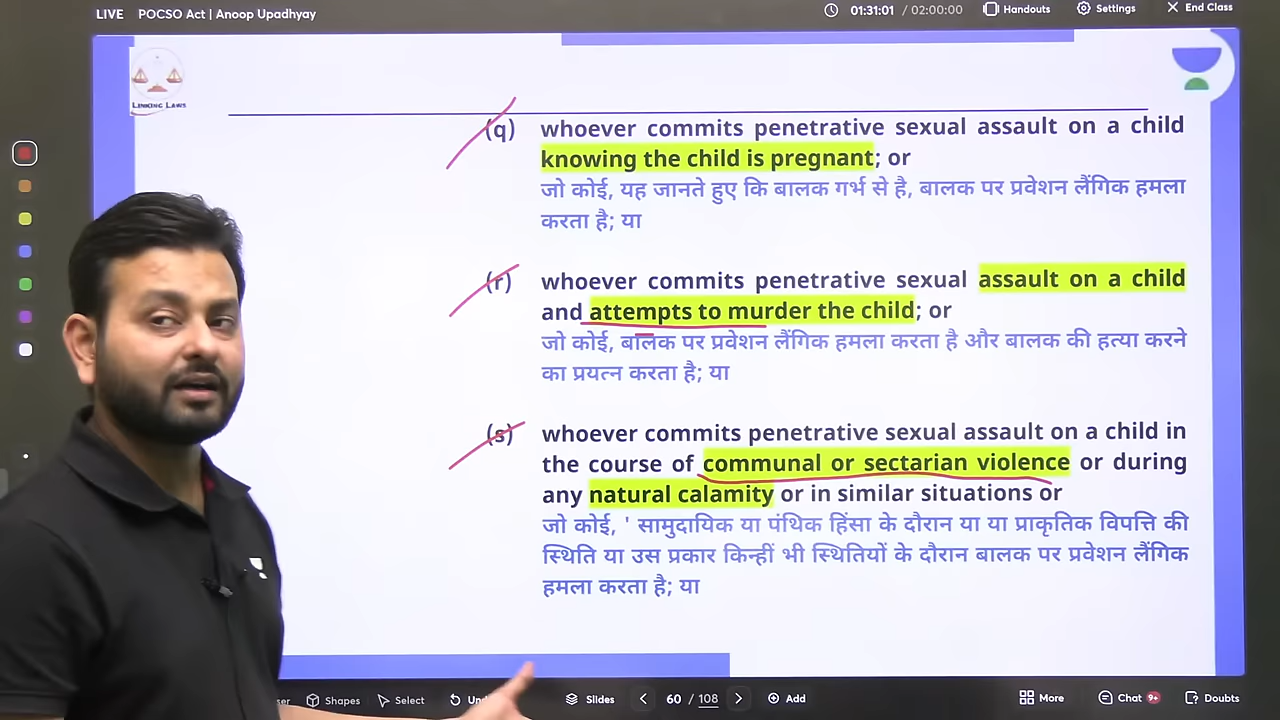 LIVE POCSO Act | Anoop Upadhyay 01:31:01 / 02:00:00 Handouts Settings End Class
LINKING LAWS
(q) whoever commits penetrative sexual assault on a child
knowing the child is pregnant; or
जो कोई, यह जानते हुए कि बालक गर्भ से है, बालक पर प्रवेशन लैंगिक हमला
करता है; या
(r) whoever commits penetrative sexual assault on a child
and attempts to murder the child; or
जो कोई, बालक पर प्रवेशन लैंगिक हमला करता है और बालक की हत्या करने
का प्रयत्न करता है; या
(s) whoever commits penetrative sexual assault on a child in
the course of communal or sectarian violence or during
any natural calamity or in similar situations or
जो कोई, ' सामुदायिक या पंथिक हिंसा के दौरान या या प्राकृतिक विपत्ति की
स्थिति या उस प्रकार किन्हीं भी स्थितियों के दौरान बालक पर प्रवेशन लैंगिक
हमला करता है; या
Shapes Select Slides 60 / 108 Add More Chat 9+ Doubts